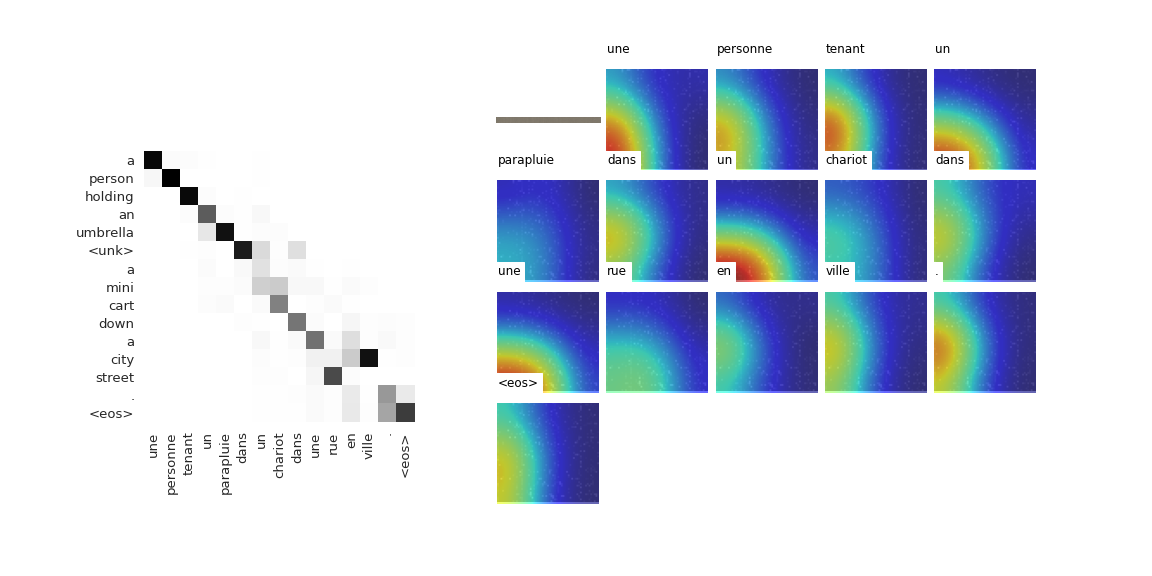 a
person
holding
an
umbrella
<unk>
a
mini
cart
down
a
city
street
.
<eos>
une
personne
tenant
un
parapluie
dans
un
chariot
dans
une
rue
en
ville
.
<eos>
une personne tenant un
parapluie dans un chariot dans
une rue en ville .
<eos>